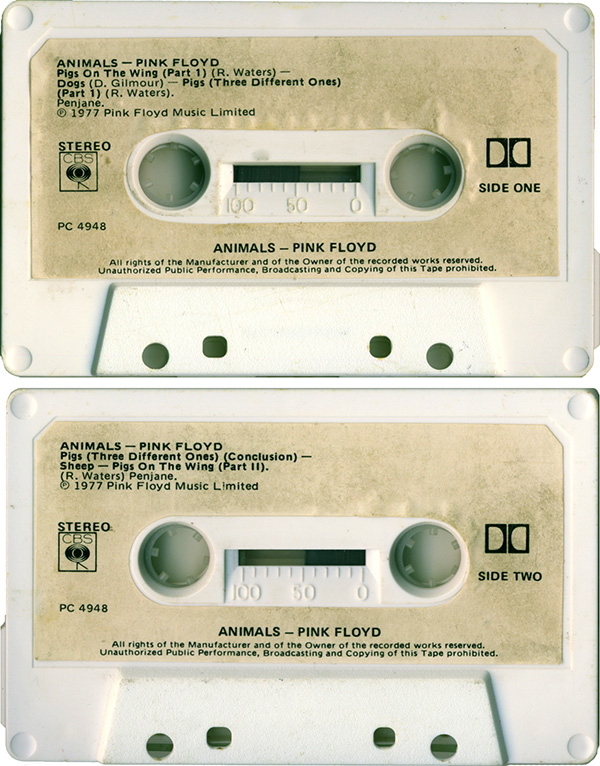 ANIMALS — PINK FLOYD
Pigs On The Wing (Part 1) (R. Waters) —
Dogs (D. Gilmour) — Pigs (Three Different Ones)
(Part 1) (R. Waters).
Penjane.
℗ 1977 Pink Floyd Music Limited
STEREO
CBS
SIDE ONE
100 50 0
PC 4948
ANIMALS — PINK FLOYD
All rights of the Manufacturer and of the Owner of the recorded works reserved.
Unauthorized Public Performance, Broadcasting and Copying of this Tape prohibited.
ANIMALS — PINK FLOYD
Pigs (Three Different Ones) (Conclusion) —
Sheep — Pigs On The Wing (Part II).
(R. Waters) Penjane.
℗ 1977 Pink Floyd Music Limited
STEREO
CBS
SIDE TWO
100 50 0
PC 4948
ANIMALS — PINK FLOYD
All rights of the Manufacturer and of the Owner of the recorded works reserved.
Unauthorized Public Performance, Broadcasting and Copying of this Tape prohibited.